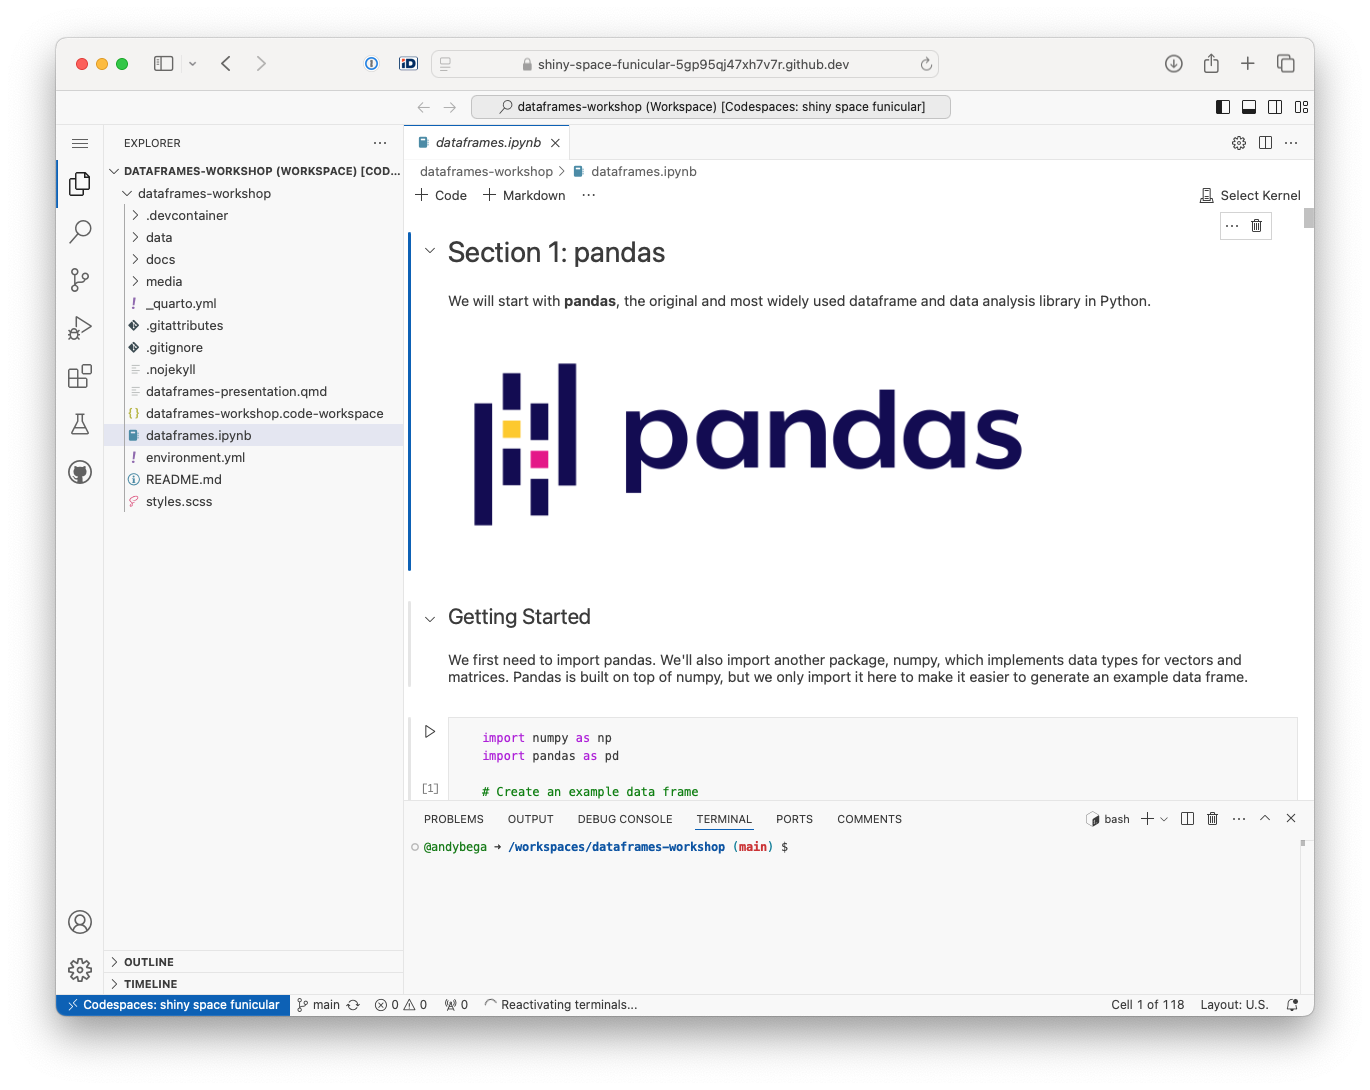 shiny-space-funicular-5gp95qj47xh7v7r.github.dev
dataframes-workshop (Workspace) [Codespaces: shiny space funicular]
EXPLORER
DATAFRAMES-WORKSHOP (WORKSPACE) [COD...
dataframes-workshop
.devcontainer
data
docs
media
! _quarto.yml
.gitattributes
.gitignore
.nojekyll
dataframes-presentation.qmd
{} dataframes-workshop.code-workspace
dataframes.ipynb
! environment.yml
README.md
styles.scss
OUTLINE
TIMELINE
dataframes.ipynb
dataframes-workshop > dataframes.ipynb
+ Code + Markdown ...
Select Kernel
Section 1: pandas
We will start with pandas, the original and most widely used dataframe and data analysis library in Python.
pandas
Getting Started
We first need to import pandas. We'll also import another package, numpy, which implements data types for vectors and
matrices. Pandas is built on top of numpy, but we only import it here to make it easier to generate an example data frame.
import numpy as np
import pandas as pd
# Create an example data frame
[1]
PROBLEMS OUTPUT DEBUG CONSOLE TERMINAL PORTS COMMENTS
bash
@andybega → /workspaces/dataframes-workshop (main) $
Codespaces: shiny space funicular
main
0 0
0
Reactivating terminals...
Cell 1 of 118
Layout: U.S.